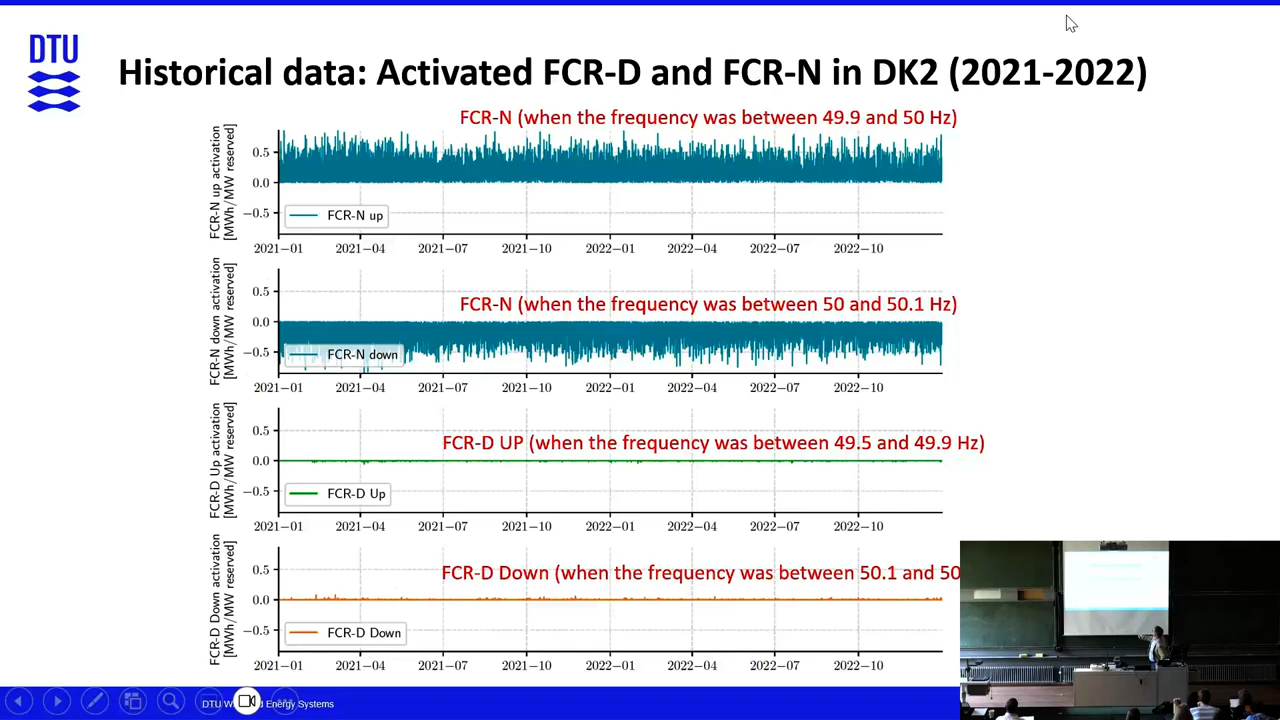 DTU
Historical data: Activated FCR-D and FCR-N in DK2 (2021-2022)
FCR-N (when the frequency was between 49.9 and 50 Hz)
FCR-N up activation
[MWh/MW reserved]
0.5
0.0
−0.5
FCR-N up
2021−01 2021−04 2021−07 2021−10 2022−01 2022−04 2022−07 2022−10
FCR-N (when the frequency was between 50 and 50.1 Hz)
FCR-N down activation
[MWh/MW reserved]
0.5
0.0
−0.5
FCR-N down
2021−01 2021−04 2021−07 2021−10 2022−01 2022−04 2022−07 2022−10
FCR-D UP (when the frequency was between 49.5 and 49.9 Hz)
FCR-D Up activation
[MWh/MW reserved]
0.5
0.0
−0.5
FCR-D Up
2021−01 2021−04 2021−07 2021−10 2022−01 2022−04 2022−07 2022−10
FCR-D Down (when the frequency was between 50.1 and 50
FCR-D Down activation
[MWh/MW reserved]
0.5
0.0
−0.5
FCR-D Down
2021−01 2021−04 2021−07 2021−10 2022−01 2022−04 2022−07 2022−10
DTU W Energy Systems